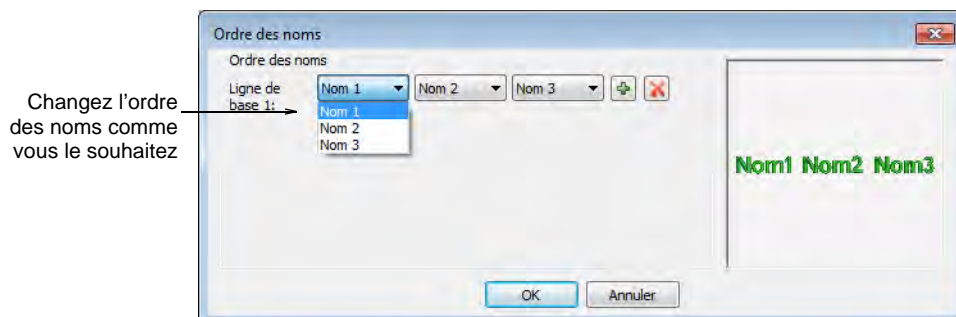 Ordre des noms
Ordre des noms
Ligne de base 1:
Nom 1 Nom 2 Nom 3
Nom 1
Nom 2
Nom 3
Changez l'ordre
des noms comme
vous le souhaitez
Nom1 Nom2 Nom3
OK Annuler